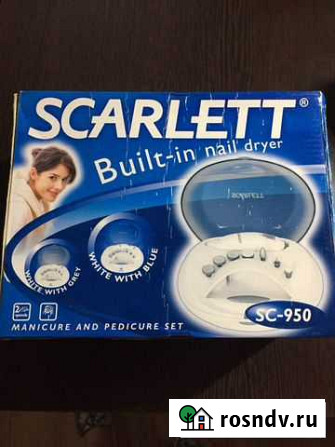 SCARLETT®
Built-in nail dryer
SCARLETT
WHITE WITH GREY
WHITE WITH BLUE
SC-950
MANICURE AND PEDICURE SET
rosndv.ru